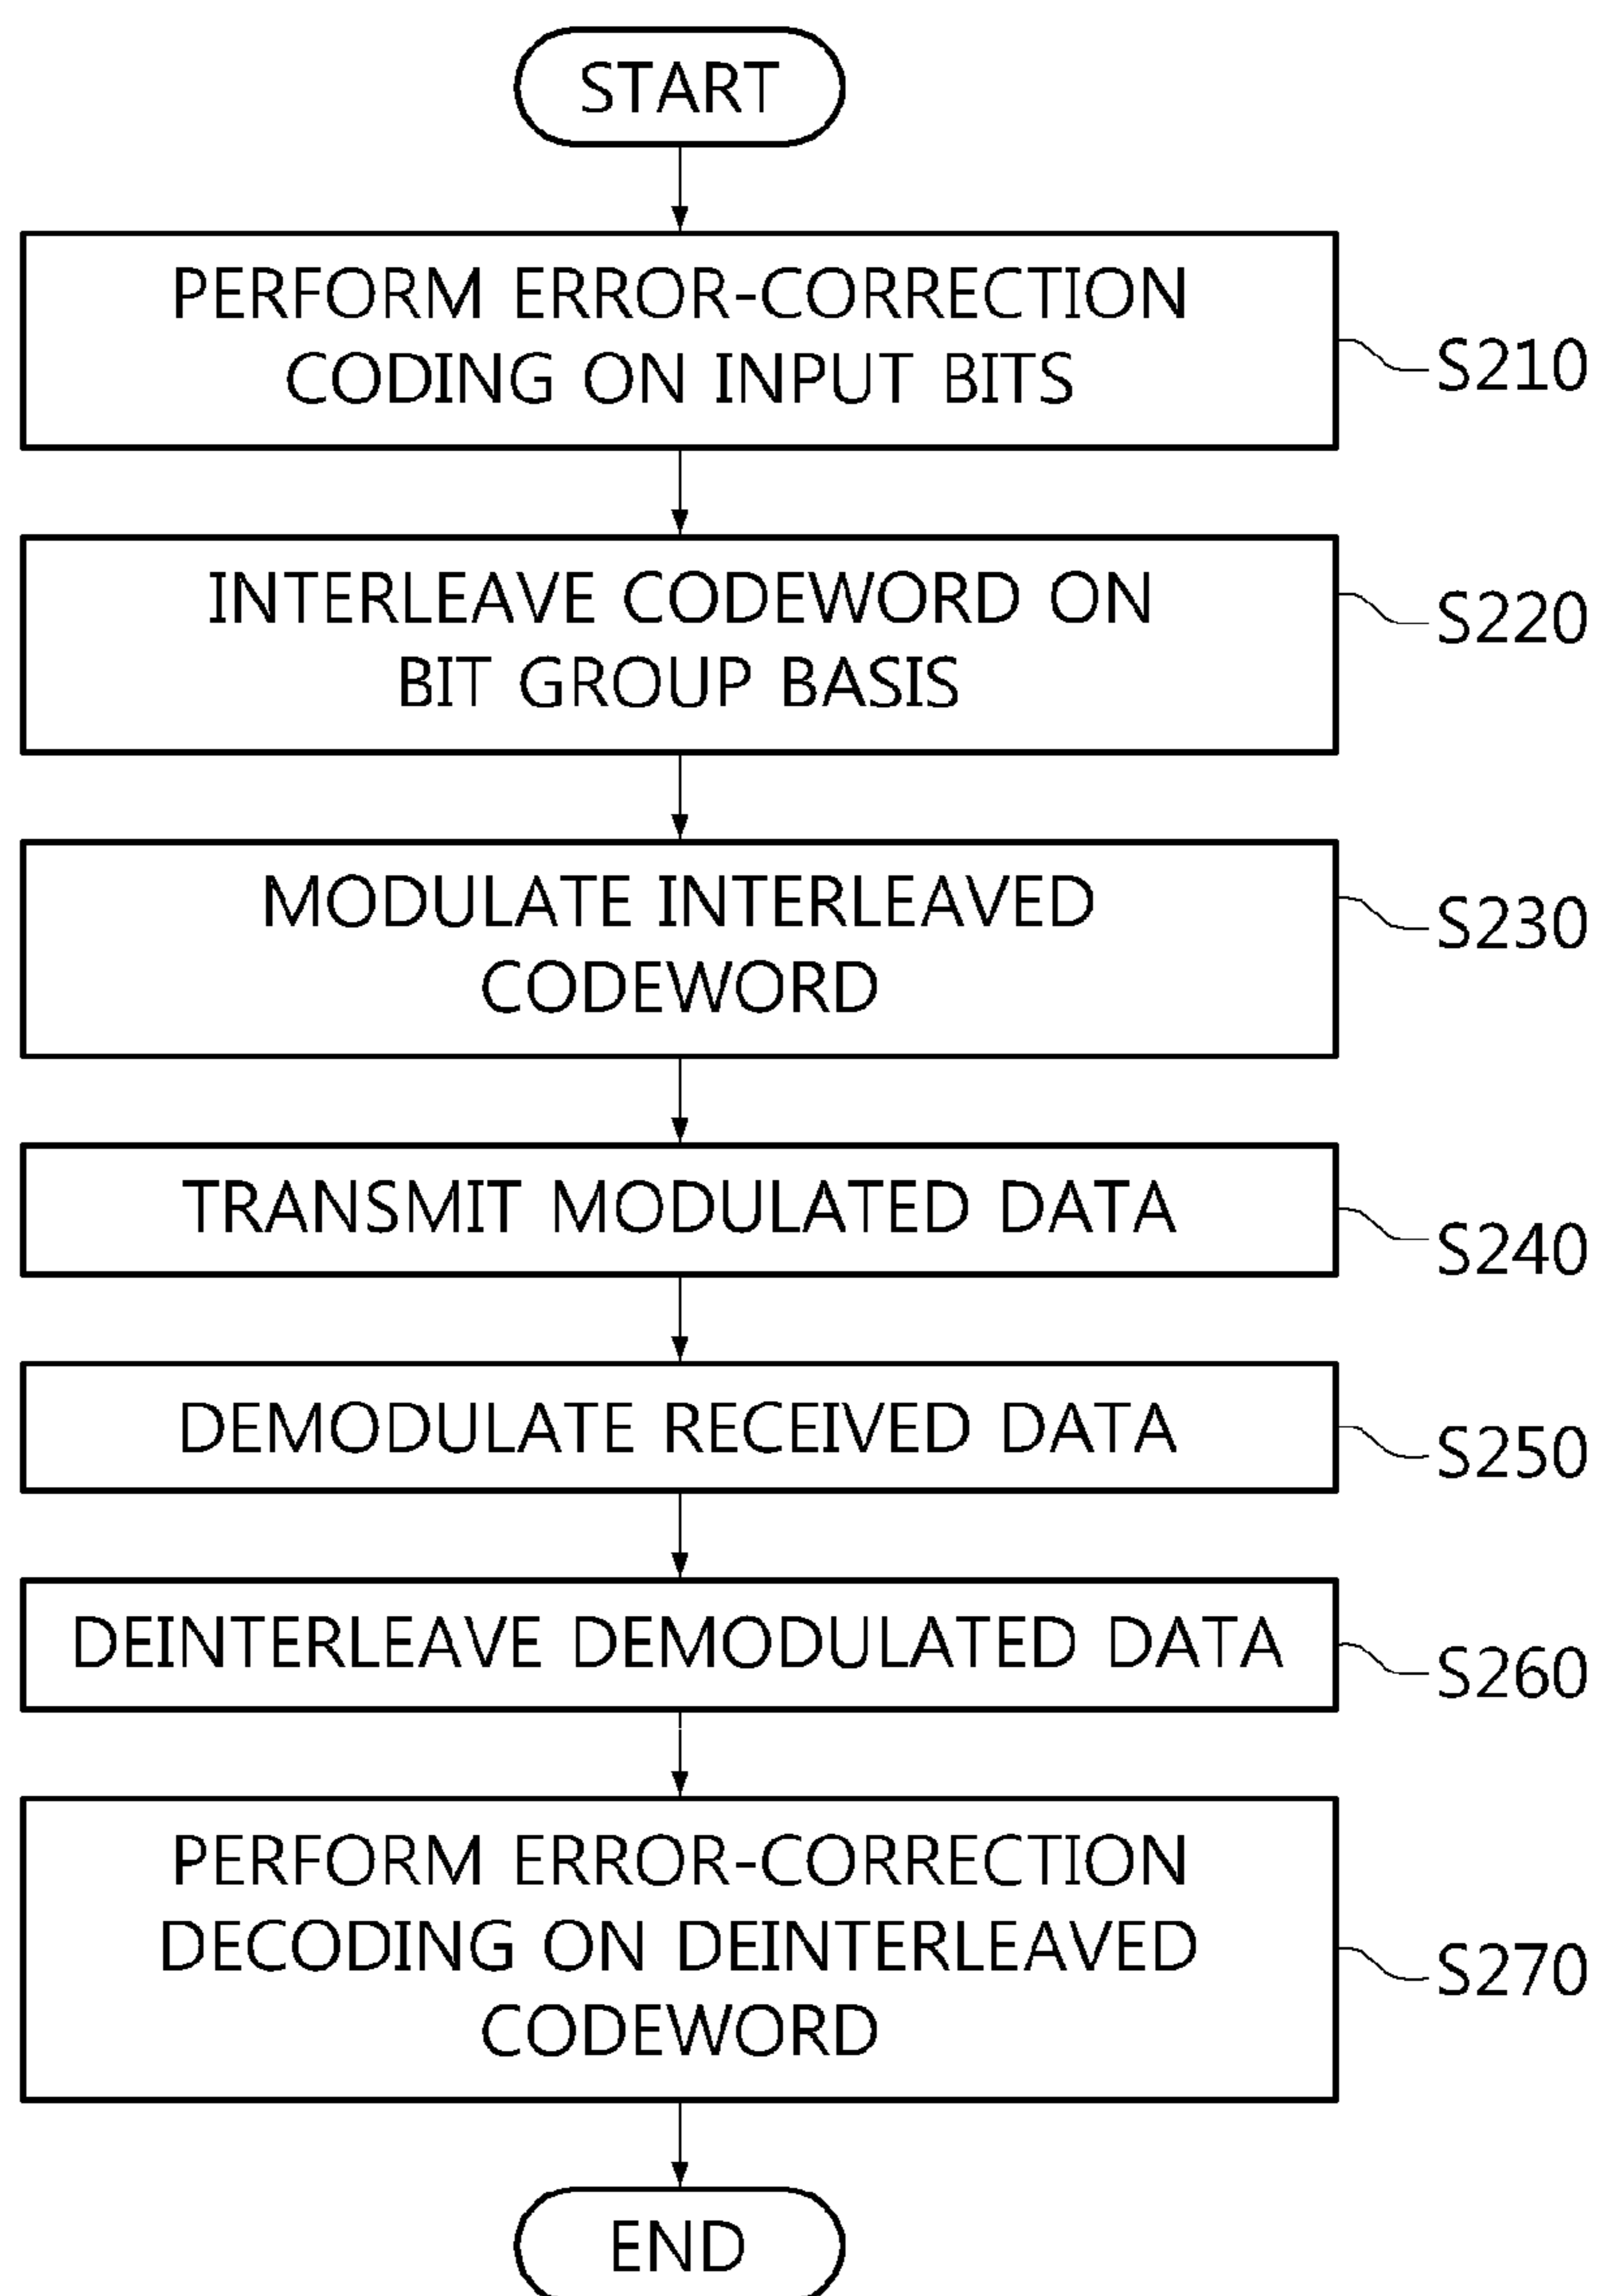 START
PERFORM ERROR-CORRECTION
CODING ON INPUT BITS
S210
INTERLEAVE CODEWORD ON
BIT GROUP BASIS
S220
MODULATE INTERLEAVED
CODEWORD
S230
TRANSMIT MODULATED DATA
S240
DEMODULATE RECEIVED DATA
S250
DEINTERLEAVE DEMODULATED DATA
S260
PERFORM ERROR-CORRECTION
DECODING ON DEINTERLEAVED
CODEWORD
S270
END